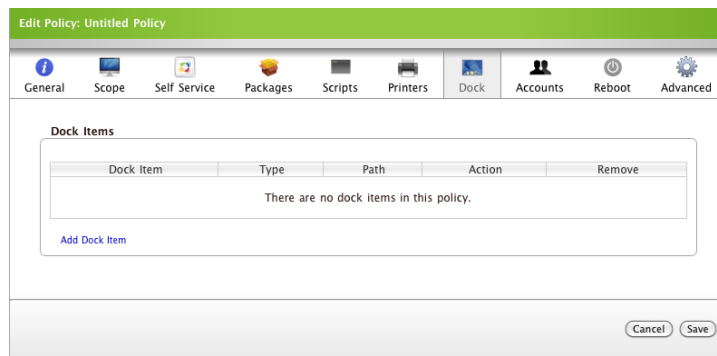 Edit Policy: Untitled Policy
General Scope Self Service Packages Scripts Printers Dock Accounts Reboot Advanced
Dock Items
Dock Item Type Path Action Remove
There are no dock items in this policy.
Add Dock Item
Cancel Save